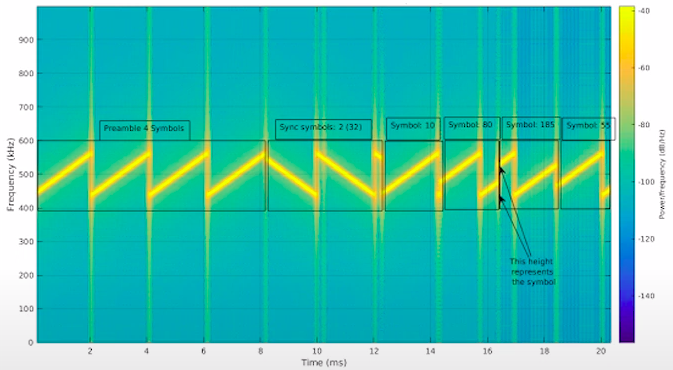 Preamble 4 Symbols
Sync symbols: 2 (32)
Symbol: 10
Symbol: 80
Symbol: 185
Symbol: 55
This height
represents
the symbol
Frequency (kHz)
900
800
700
600
500
400
300
200
100
0
2
4
6
8
10
12
14
16
18
20
Time (ms)
-40
-60
-80
-100
-120
-140
Power/frequency (dB/Hz)